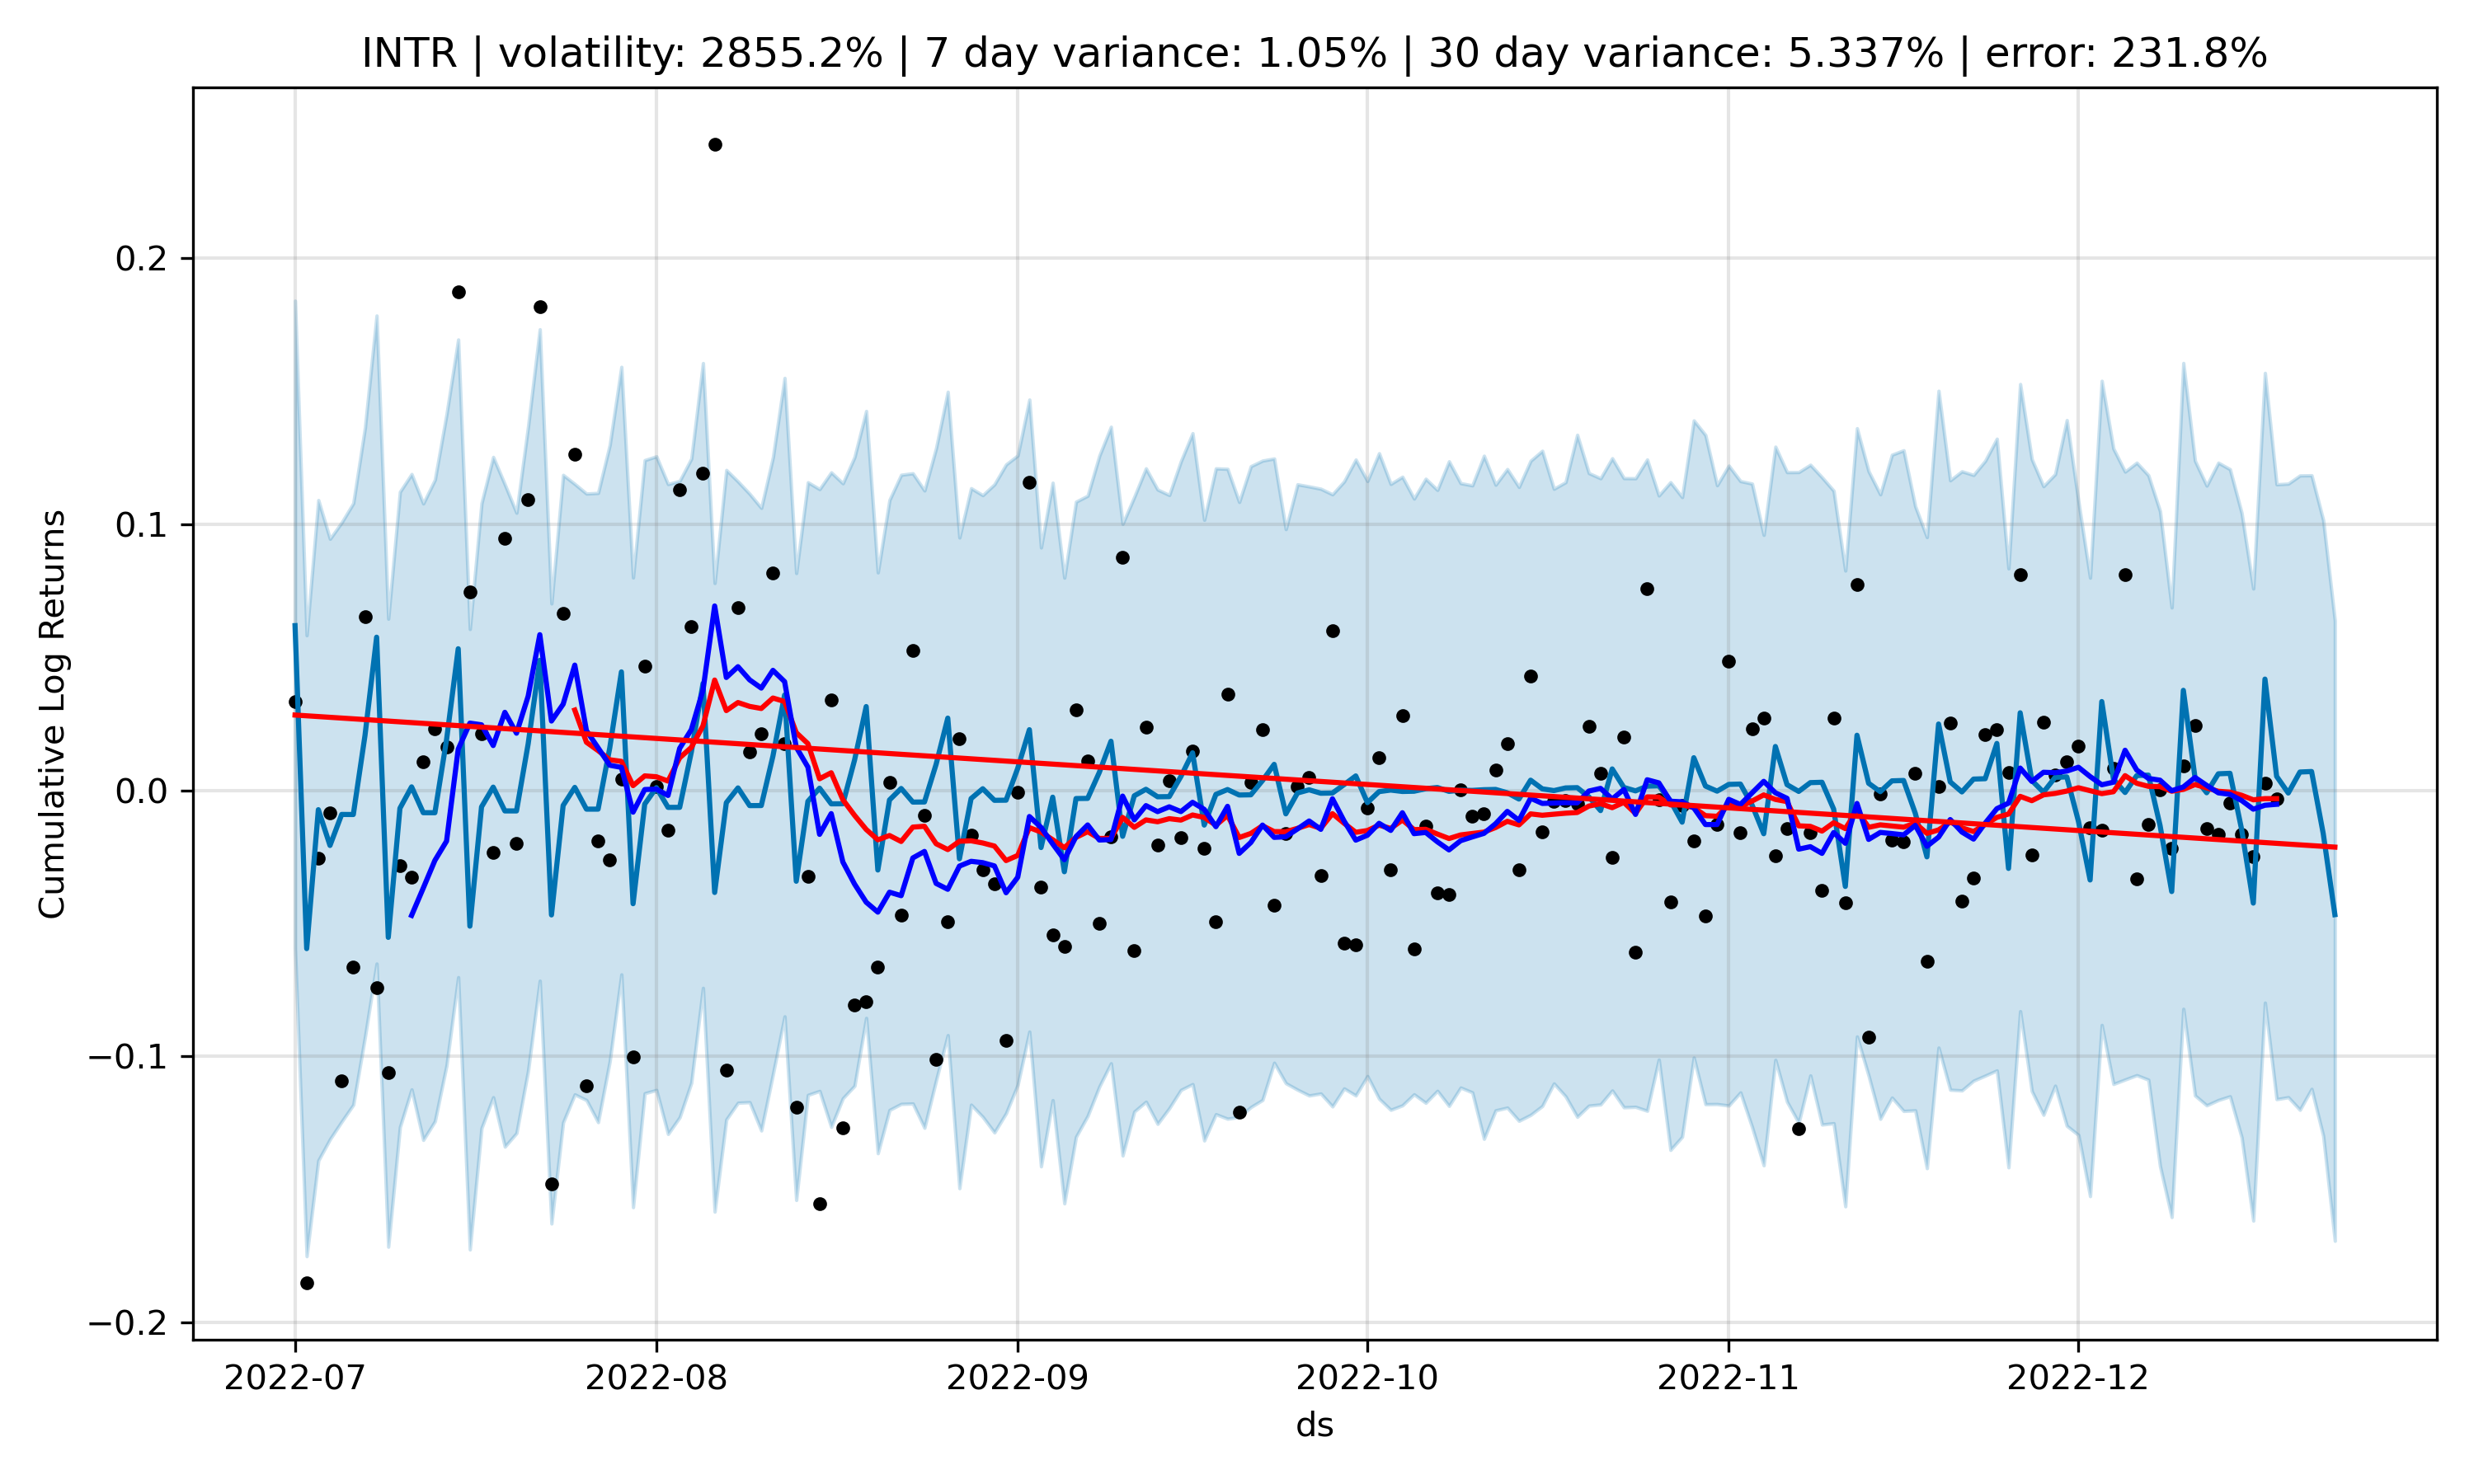 INTR | volatility: 2855.2% | 7 day variance: 1.05% | 30 day variance: 5.337% | error: 231.8%
Cumulative Log Returns
0.2
0.1
0.0
−0.1
−0.2
2022-07 2022-08 2022-09 2022-10 2022-11 2022-12
ds